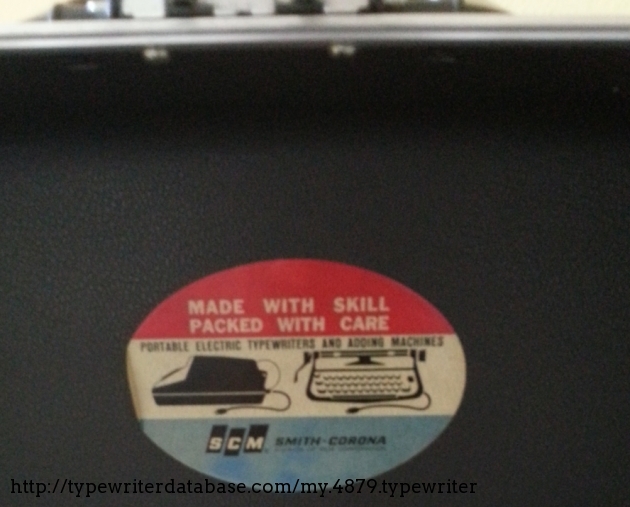 MADE WITH SKILL
PACKED WITH CARE
PORTABLE ELECTRIC TYPEWRITERS AND ADDING MACHINES
SCM SMITH-CORONA
http://typewriterdatabase.com/my.4879.typewriter